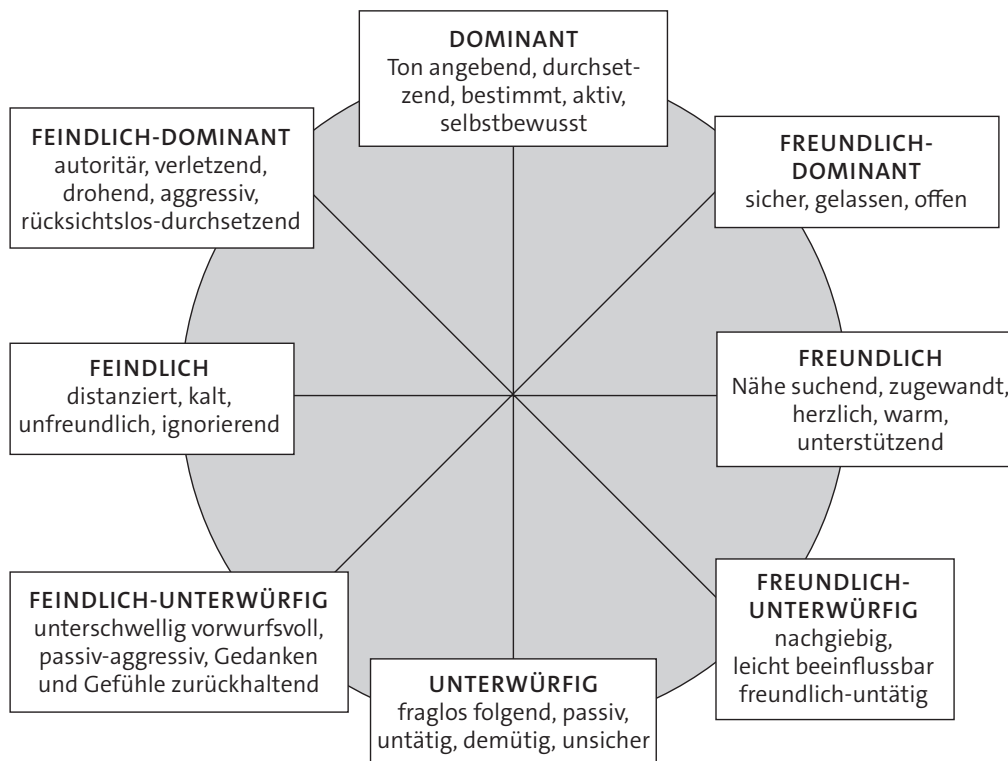 DOMINANT
Ton angebend, durchset-
zend, bestimmt, aktiv,
selbstbewusst
FEINDLICH-DOMINANT
autoritär, verletzend,
drohend, aggressiv,
rücksichtslos-durchsetzend
FREUNDLICH-
DOMINANT
sicher, gelassen, offen
FEINDLICH
distanziert, kalt,
unfreundlich, ignorierend
FREUNDLICH
Nähe suchend, zugewandt,
herzlich, warm,
unterstützend
FEINDLICH-UNTERWÜRFIG
unterschwellig vorwurfsvoll,
passiv-aggressiv, Gedanken
und Gefühle zurückhaltend
UNTERWÜRFIG
fraglos folgend, passiv,
untätig, demütig, unsicher
FREUNDLICH-
UNTERWÜRFIG
nachgiebig,
leicht beeinflussbar
freundlich-untätig